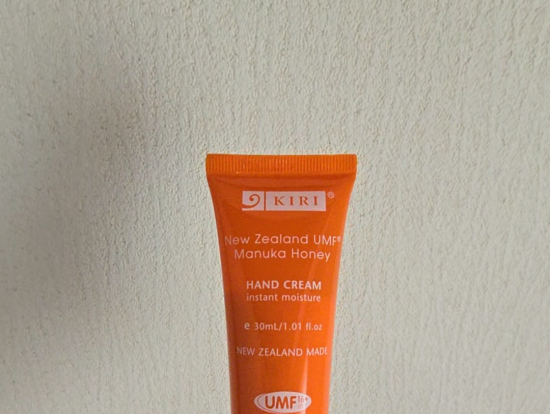 KIRI®
New Zealand UMF®
Manuka Honey
HAND CREAM
instant moisture
e 30mL/1.01 fl.oz
NEW ZEALAND MADE
UMF